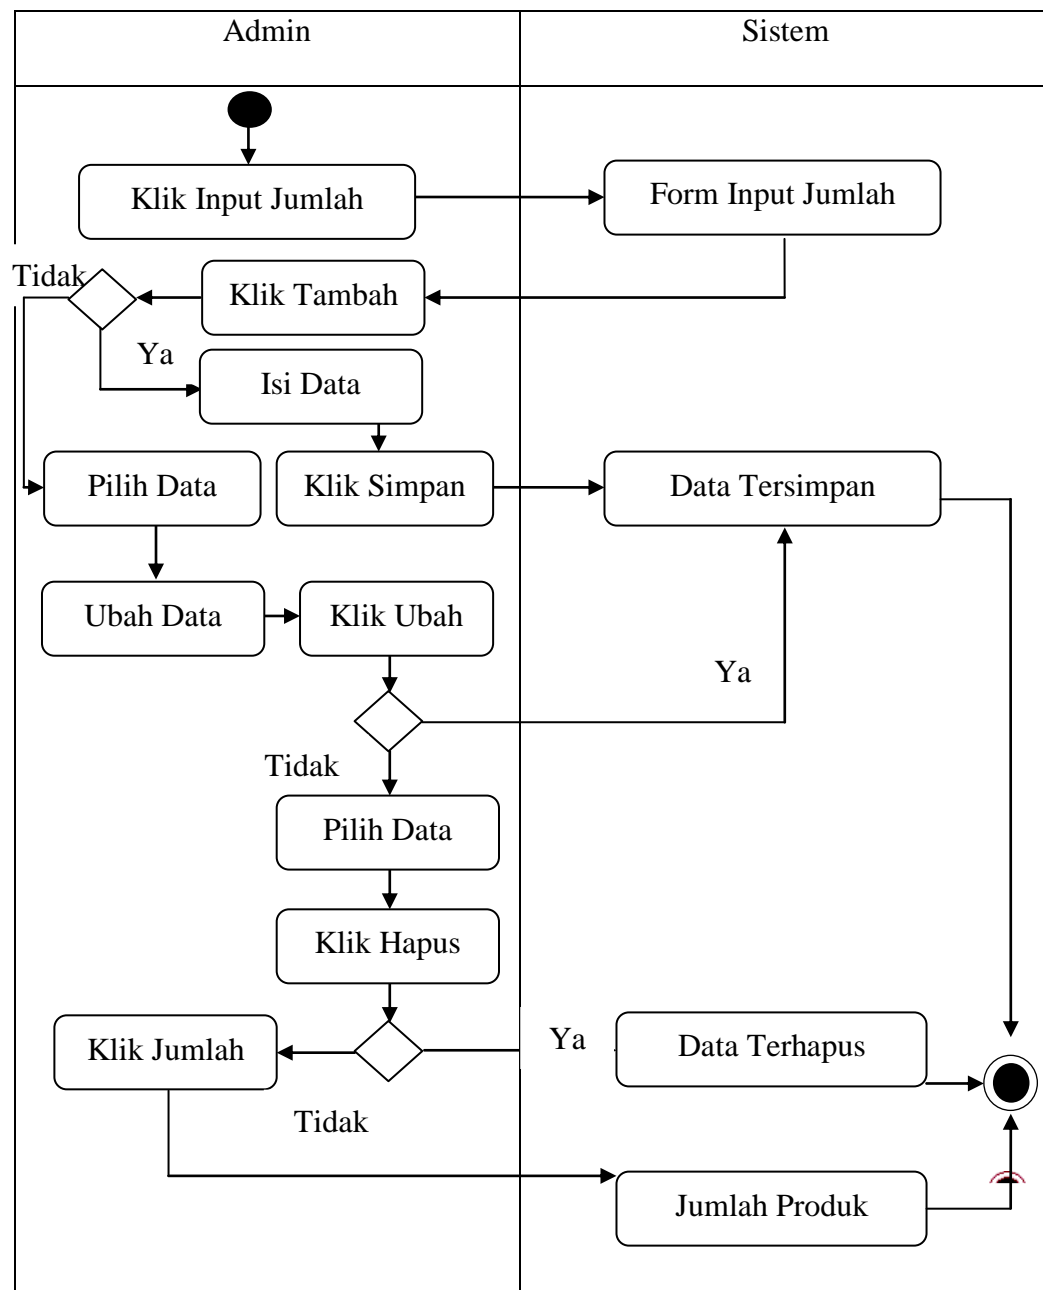 Admin
Sistem
Klik Input Jumlah
Form Input Jumlah
Tidak
Klik Tambah
Ya
Isi Data
Pilih Data
Klik Simpan
Data Tersimpan
Ubah Data
Klik Ubah
Ya
Tidak
Pilih Data
Klik Hapus
Klik Jumlah
Ya
Data Terhapus
Tidak
Jumlah Produk